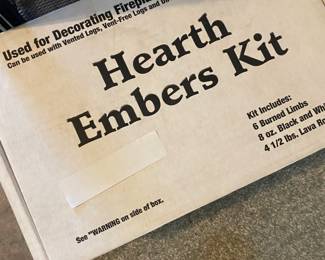 Used for Decorating Firepla
Can be used with Vented Logs, Vent-Free Logs and
Hearth
Embers Kit
Kit Includes:
6 Burned Limbs
8 oz. Black and Wh
4 1/2 lbs. Lava Ro
See "WARNING on side of box.